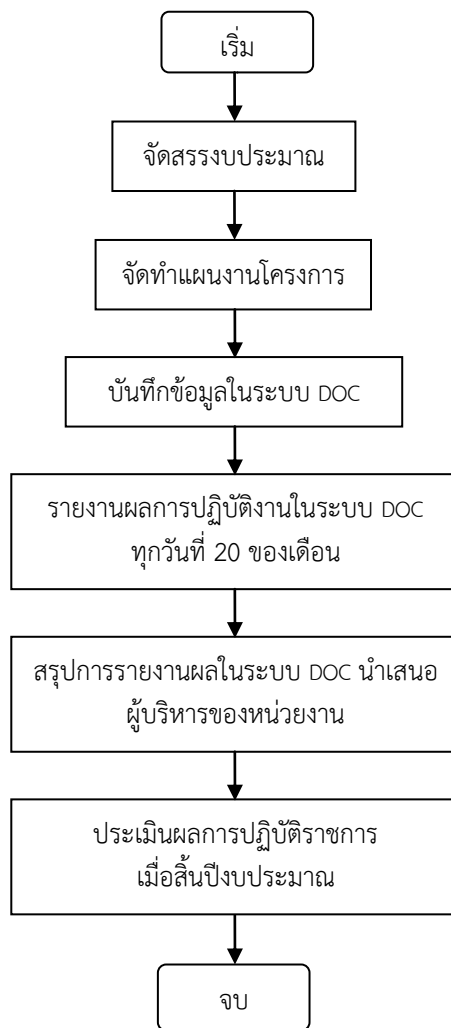 เริ่ม
จัดสรรงบประมาณ
จัดทำแผนงานโครงการ
บันทึกข้อมูลในระบบ DOC
รายงานผลการปฏิบัติงานในระบบ DOC
ทุกวันที่ 20 ของเดือน
สรุปการรายงานผลในระบบ DOC นำเสนอ
ผู้บริหารของหน่วยงาน
ประเมินผลการปฏิบัติราชการ
เมื่อสิ้นปีงบประมาณ
จบ